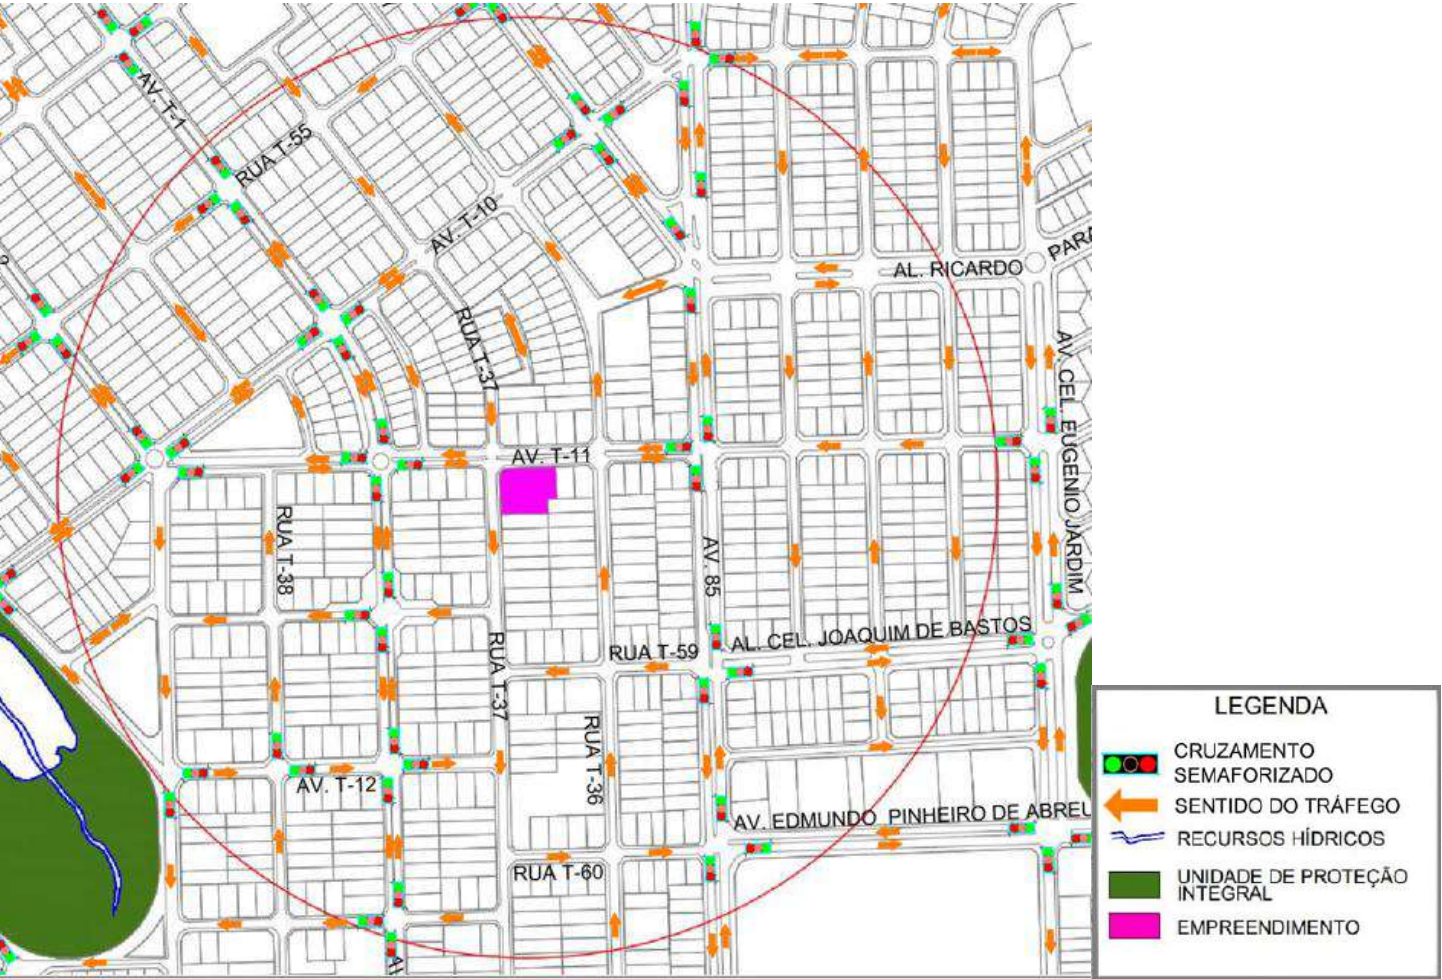 AV. T-1
RUA T-55
AV. T-10
AL. RICARDO
PARA
RUA T-37
AV. CEL. EUGENIO JARDIM
AV. T-11
RUA T-38
AV. 85
RUA T-59
AL. CEL. JOAQUIM DE BASTOS
RUA T-37
RUA T-36
AV. T-12
AV. EDMUNDO PINHEIRO DE ABREU
RUA T-60
LEGENDA
CRUZAMENTO
SEMAFORIZADO
SENTIDO DO TRÁFEGO
RECURSOS HÍDRICOS
UNIDADE DE PROTEÇÃO
INTEGRAL
EMPREENDIMENTO